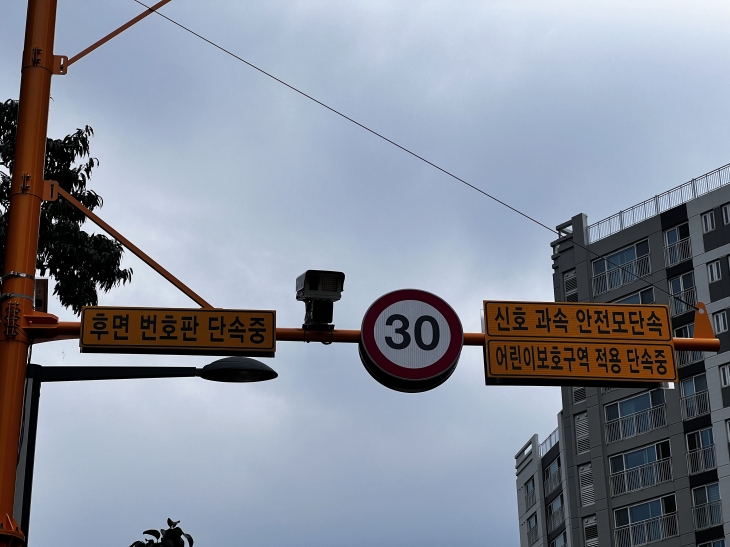 후면 번호판 단속중
30
신호 과속 안전모단속
어린이보호구역 적용 단속중